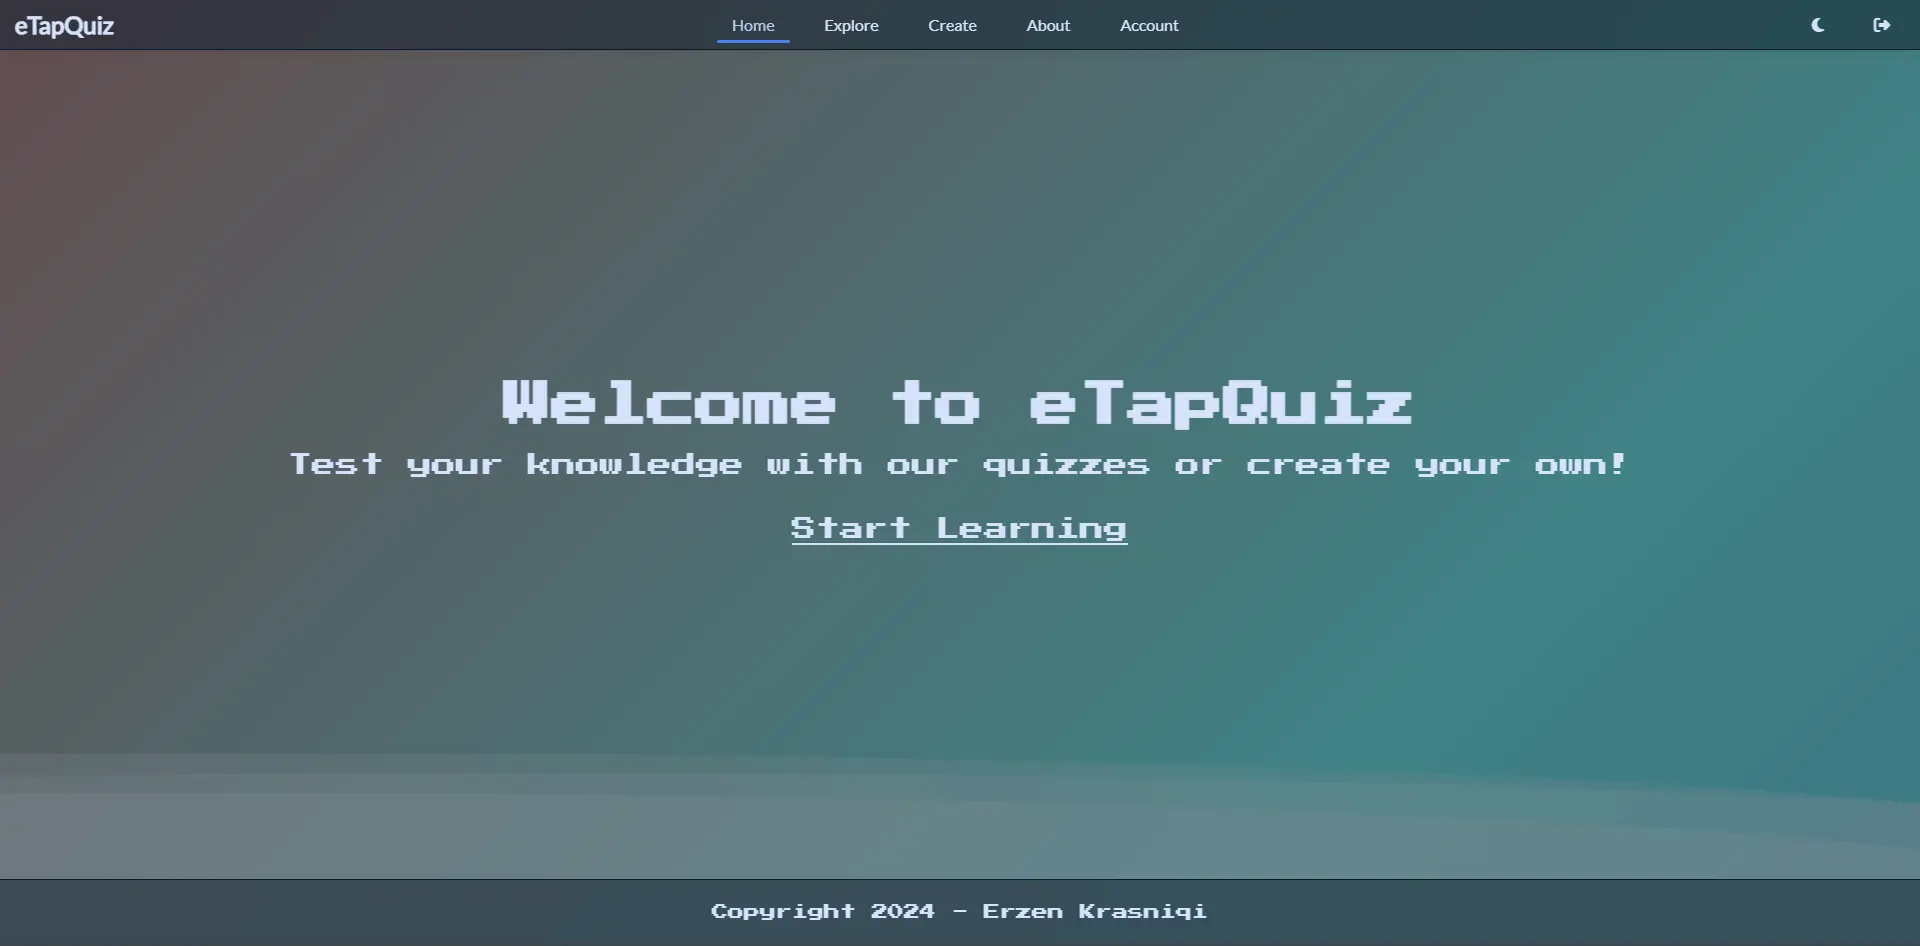 eTapQuiz
Home Explore Create About Account
Welcome to eTapQuiz
Test your knowledge with our quizzes or create your own!
Start Learning
Copyright 2024 - Erzen Krasniqi